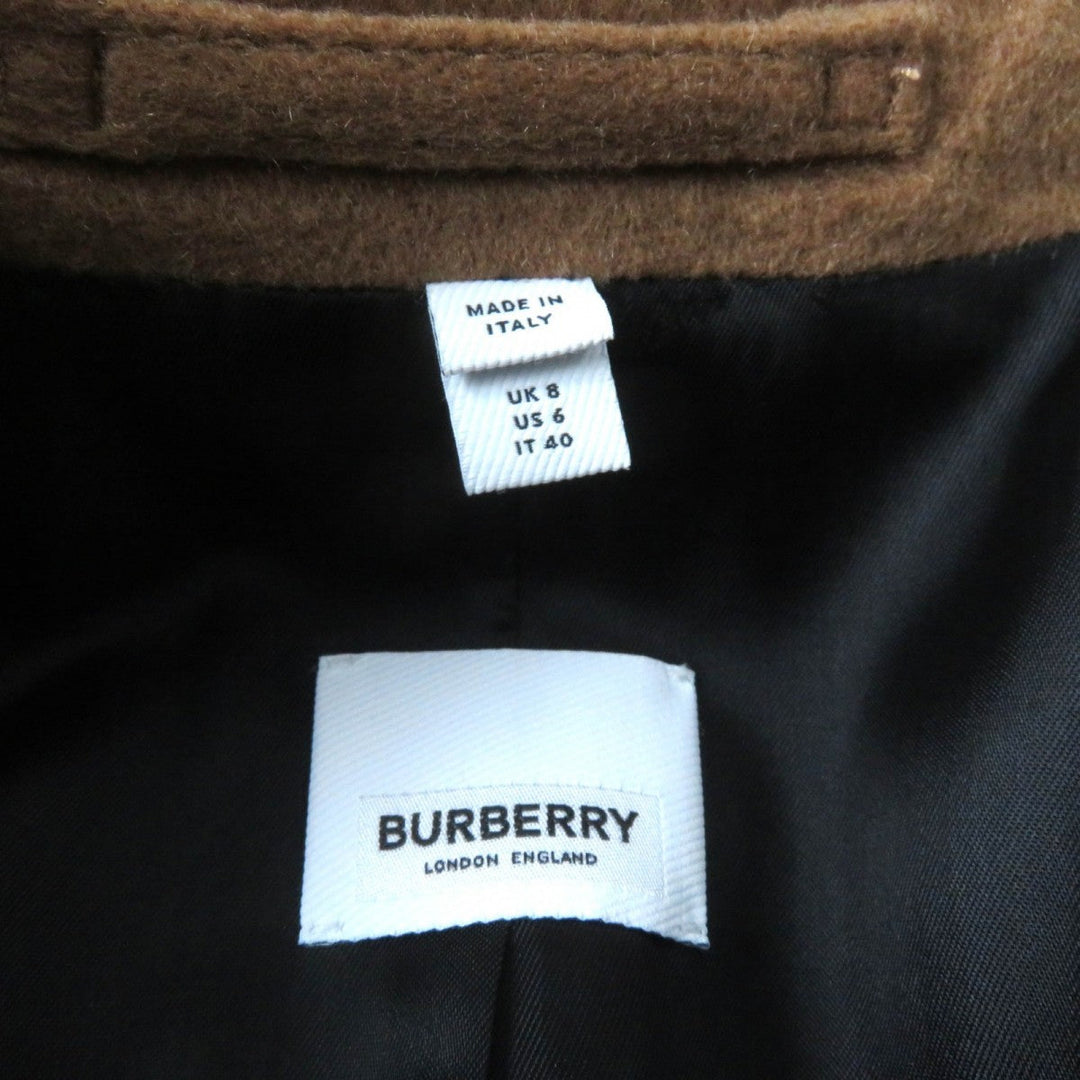 MADE IN
ITALY
UK 8
US 6
IT 40
BURBERRY
LONDON ENGLAND